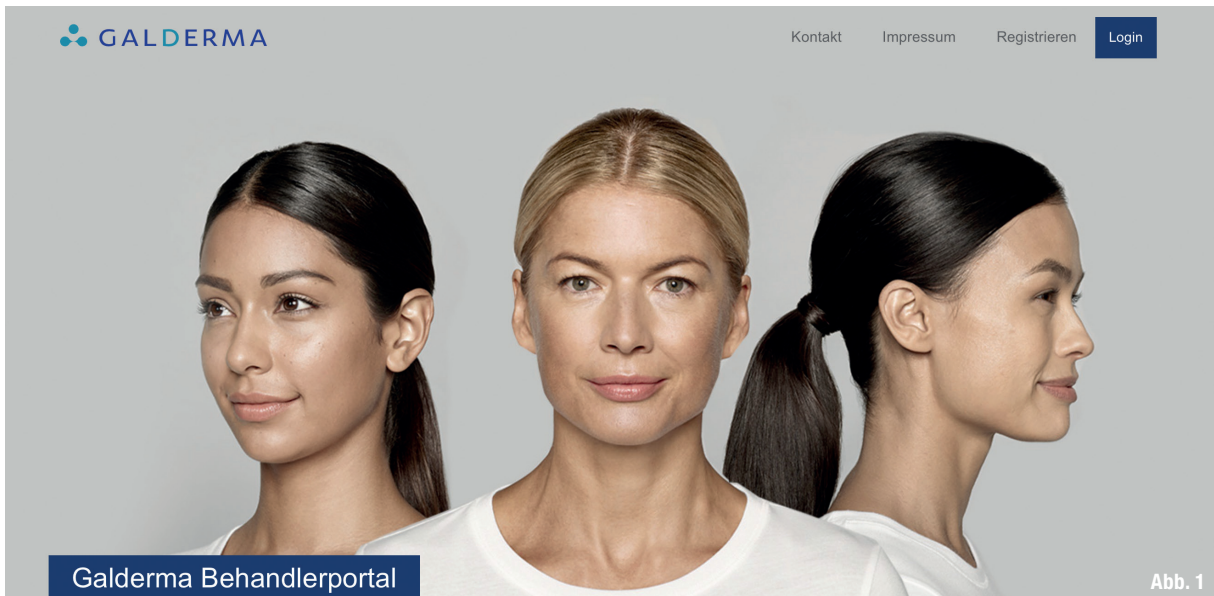 GALDERMA
Kontakt Impressum Registrieren Login
Galderma Behandlerportal
Abb. 1